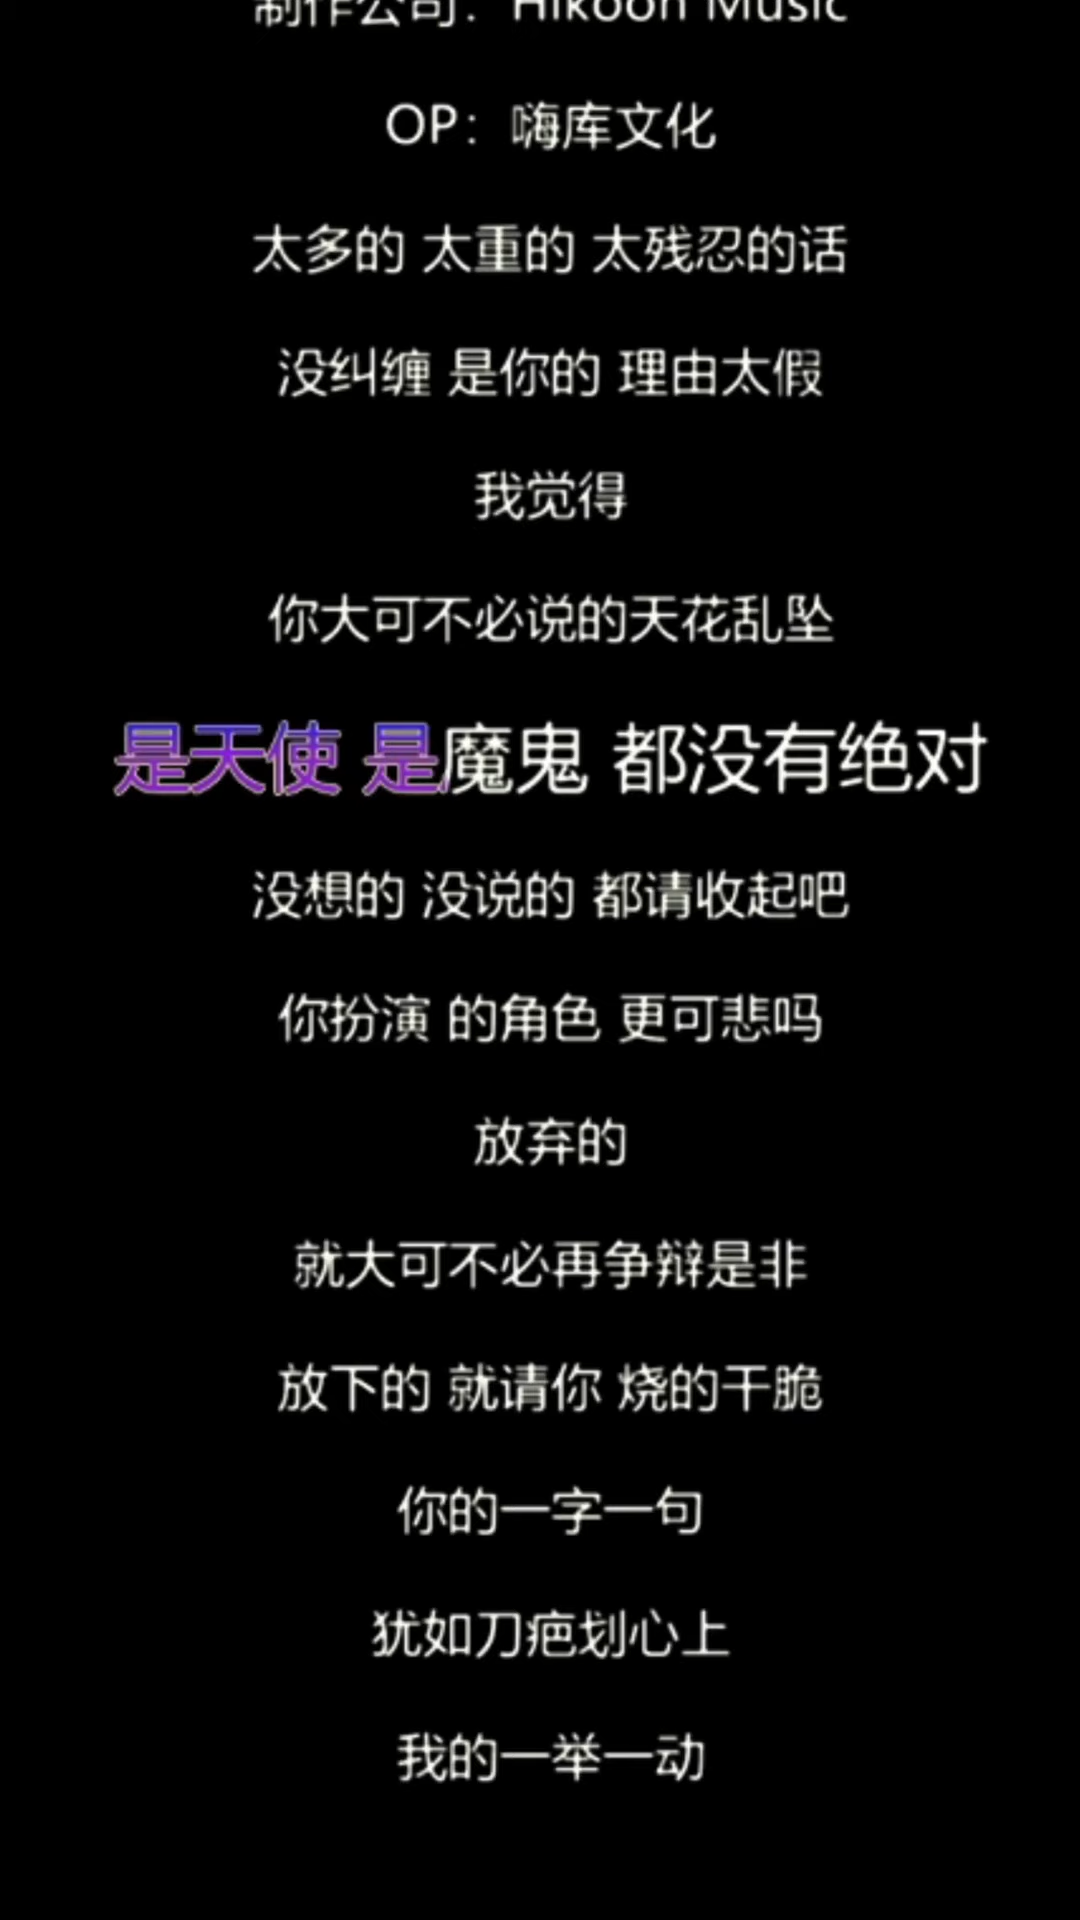 制作公司：Hikoon Music
OP：嗨库文化
太多的 太重的 太残忍的话
没纠缠 是你的 理由太假
我觉得
你大可不必说的天花乱坠
是天使 是魔鬼 都没有绝对
没想的 没说的 都请收起吧
你扮演 的角色 更可悲吗
放弃的
就大可不必再争辩是非
放下的 就请你 烧的干脆
你的一字一句
犹如刀疤划心上
我的一举一动